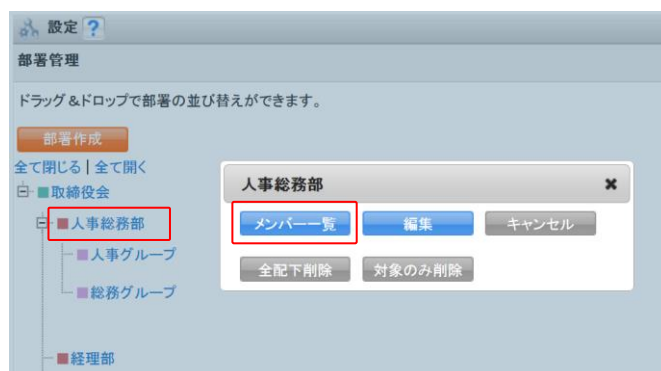 設定 ?
部署管理
ドラッグ&ドロップで部署の並び替えができます。
部署作成
全て閉じる | 全て開く
取締役会
人事総務部
人事グループ
総務グループ
経理部
人事総務部
メンバー一覧 編集 キャンセル
全配下削除 対象のみ削除